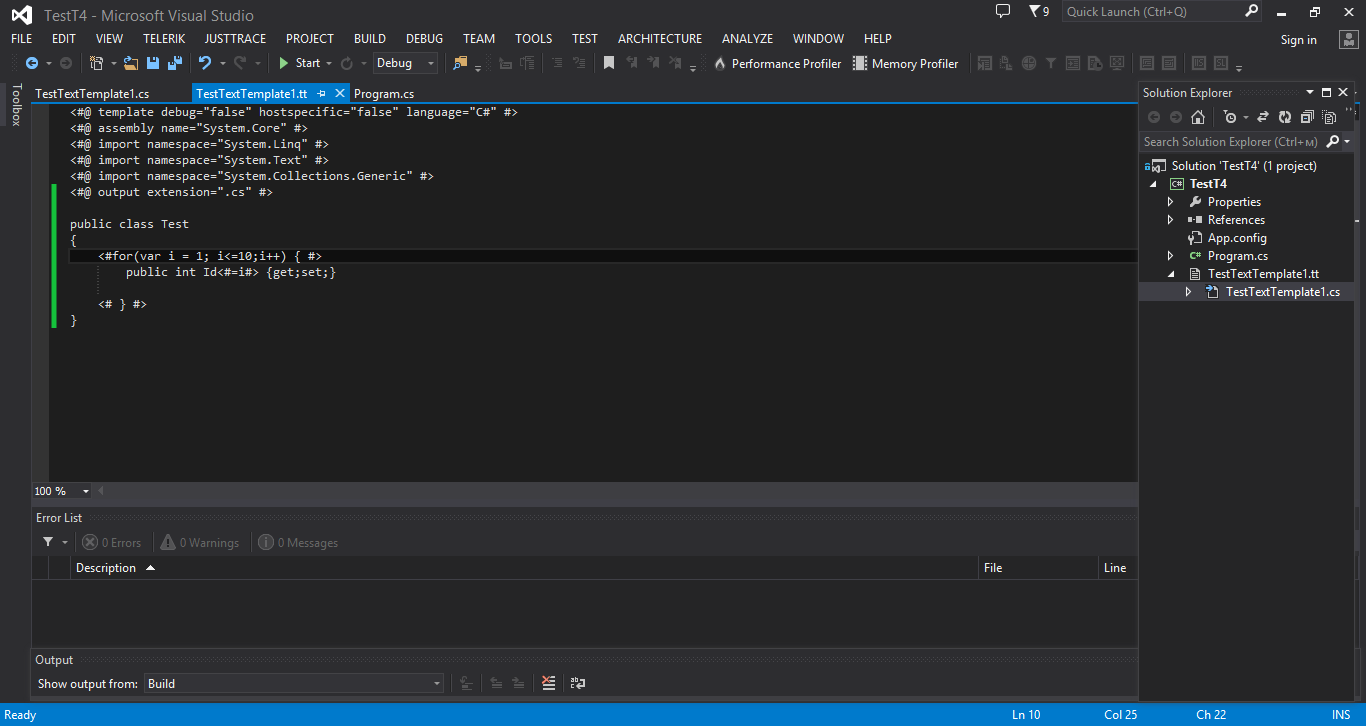 TestT4 - Microsoft Visual Studio
9
Quick Launch (Ctrl+Q)
FILE EDIT VIEW TELERIK JUSTTRACE PROJECT BUILD DEBUG TEAM TOOLS TEST ARCHITECTURE ANALYZE WINDOW HELP
Sign in
Start
Debug
Performance Profiler
Memory Profiler
Toolbox
TestTextTemplate1.cs
TestTextTemplate1.tt
Program.cs
<#@ template debug="false" hostspecific="false" language="C#" #>
<#@ assembly name="System.Core" #>
<#@ import namespace="System.Linq" #>
<#@ import namespace="System.Text" #>
<#@ import namespace="System.Collections.Generic" #>
<#@ output extension=".cs" #>
public class Test
{
<#for(var i = 1; i<=10;i++) { #>
public int Id<#=i#> {get;set;}
<# } #>
}
100 %
Error List
0 Errors
0 Warnings
0 Messages
Description
File
Line
Output
Show output from: Build
Solution Explorer
Search Solution Explorer (Ctrl+м)
Solution 'TestT4' (1 project)
C# TestT4
Properties
References
App.config
C# Program.cs
TestTextTemplate1.tt
TestTextTemplate1.cs
Ready
Ln 10
Col 25
Ch 22
INS